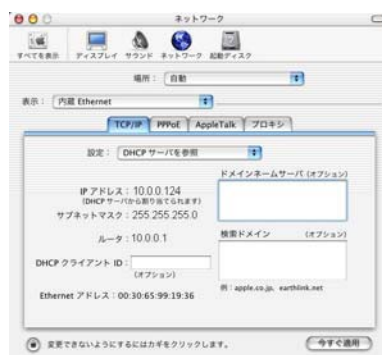 ネットワーク
すべてを表示 ディスプレイ サウンド ネットワーク 起動ディスク
場所： 自動
表示： 内蔵 Ethernet
TCP/IP PPPoE AppleTalk プロキシ
設定： DHCP サーバを参照
ドメインネームサーバ (オプション)
IP アドレス： 10.0.0.124
(DHCP サーバから割り当てられます)
サブネットマスク： 255.255.255.0
ルータ： 10.0.0.1
検索ドメイン (オプション)
DHCP クライアント ID：
(オプション)
例：apple.co.jp, earthlink.net
Ethernet アドレス：00:30:65:99:19:36
変更できないようにするにはカギをクリックします。
今すぐ適用